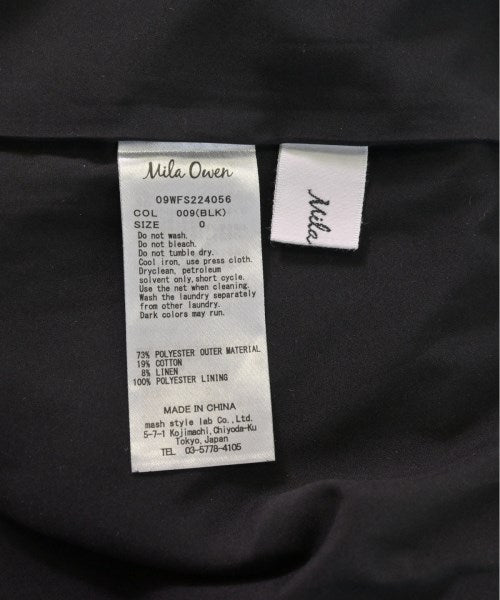 Mila Owen
09WFS224056
COL 009(BLK)
SIZE 0
Do not wash.
Do not bleach.
Do not tumble dry.
Cool iron, use press cloth.
Dryclean, petroleum
solvent only, short cycle.
Use the net when cleaning.
Wash the laundry separately
from other laundry.
Dark colors may run.
73% POLYESTER OUTER MATERIAL
19% COTTON
8% LINEN
100% POLYESTER LINING
MADE IN CHINA
mash style lab Co., Ltd.
5-7-1 Kojimachi, Chiyoda-Ku
Tokyo, Japan
TEL 03-5778-4105
Mila